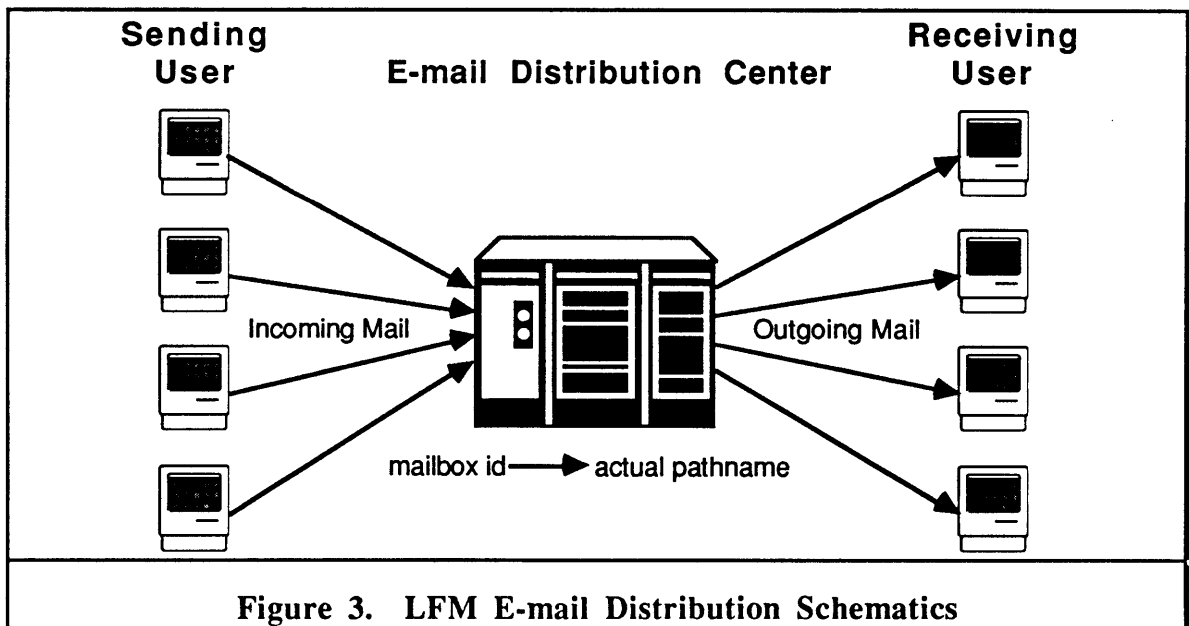 Sending User
E-mail Distribution Center
Receiving User
Incoming Mail
Outgoing Mail
mailbox id → actual pathname
Figure 3. LFM E-mail Distribution Schematics